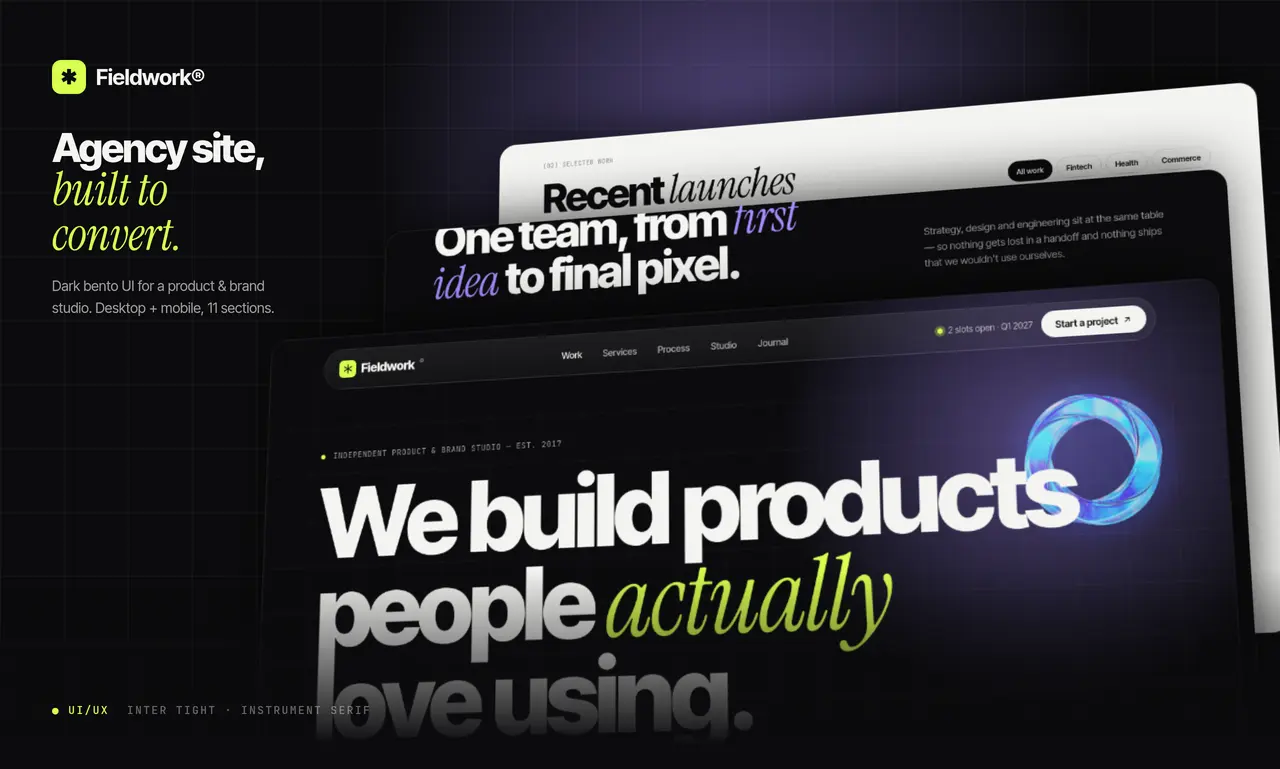 Fieldwork®
Agency site,
built to
convert.
Dark bento UI for a product & brand
studio. Desktop + mobile, 11 sections.
(02) SELECTED WORK
Recent launches
All work
Fintech
Health
Commerce
One team, from first
idea to final pixel.
Strategy, design and engineering sit at the same table
— so nothing gets lost in a handoff and nothing ships
that we wouldn't use ourselves.
Fieldwork®
Work
Services
Process
Studio
Journal
2 slots open · Q1 2027
Start a project ↗
INDEPENDENT PRODUCT & BRAND STUDIO — EST. 2017
We build products
people actually
love using.
UI/UX
INTER TIGHT · INSTRUMENT SERIF